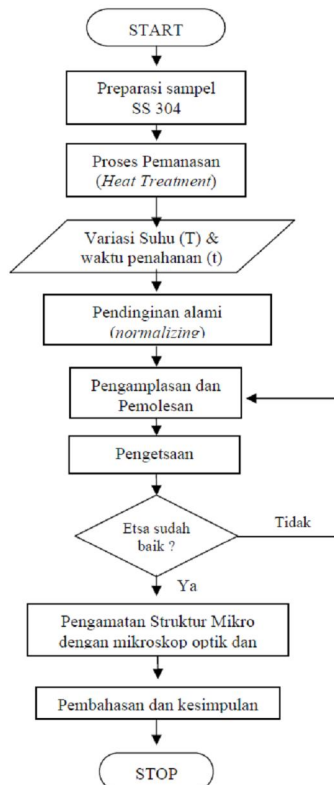 START
Preparasi sampel
SS 304
Proses Pemanasan
(Heat Treatment)
Variasi Suhu (T) &
waktu penahanan (t)
Pendinginan alami
(normalizing)
Pengamplasan dan
Pemolesan
Pengetsaan
Etsa sudah
baik ?
Tidak
Ya
Pengamatan Struktur Mikro
dengan mikroskop optik dan
Pembahasan dan kesimpulan
STOP